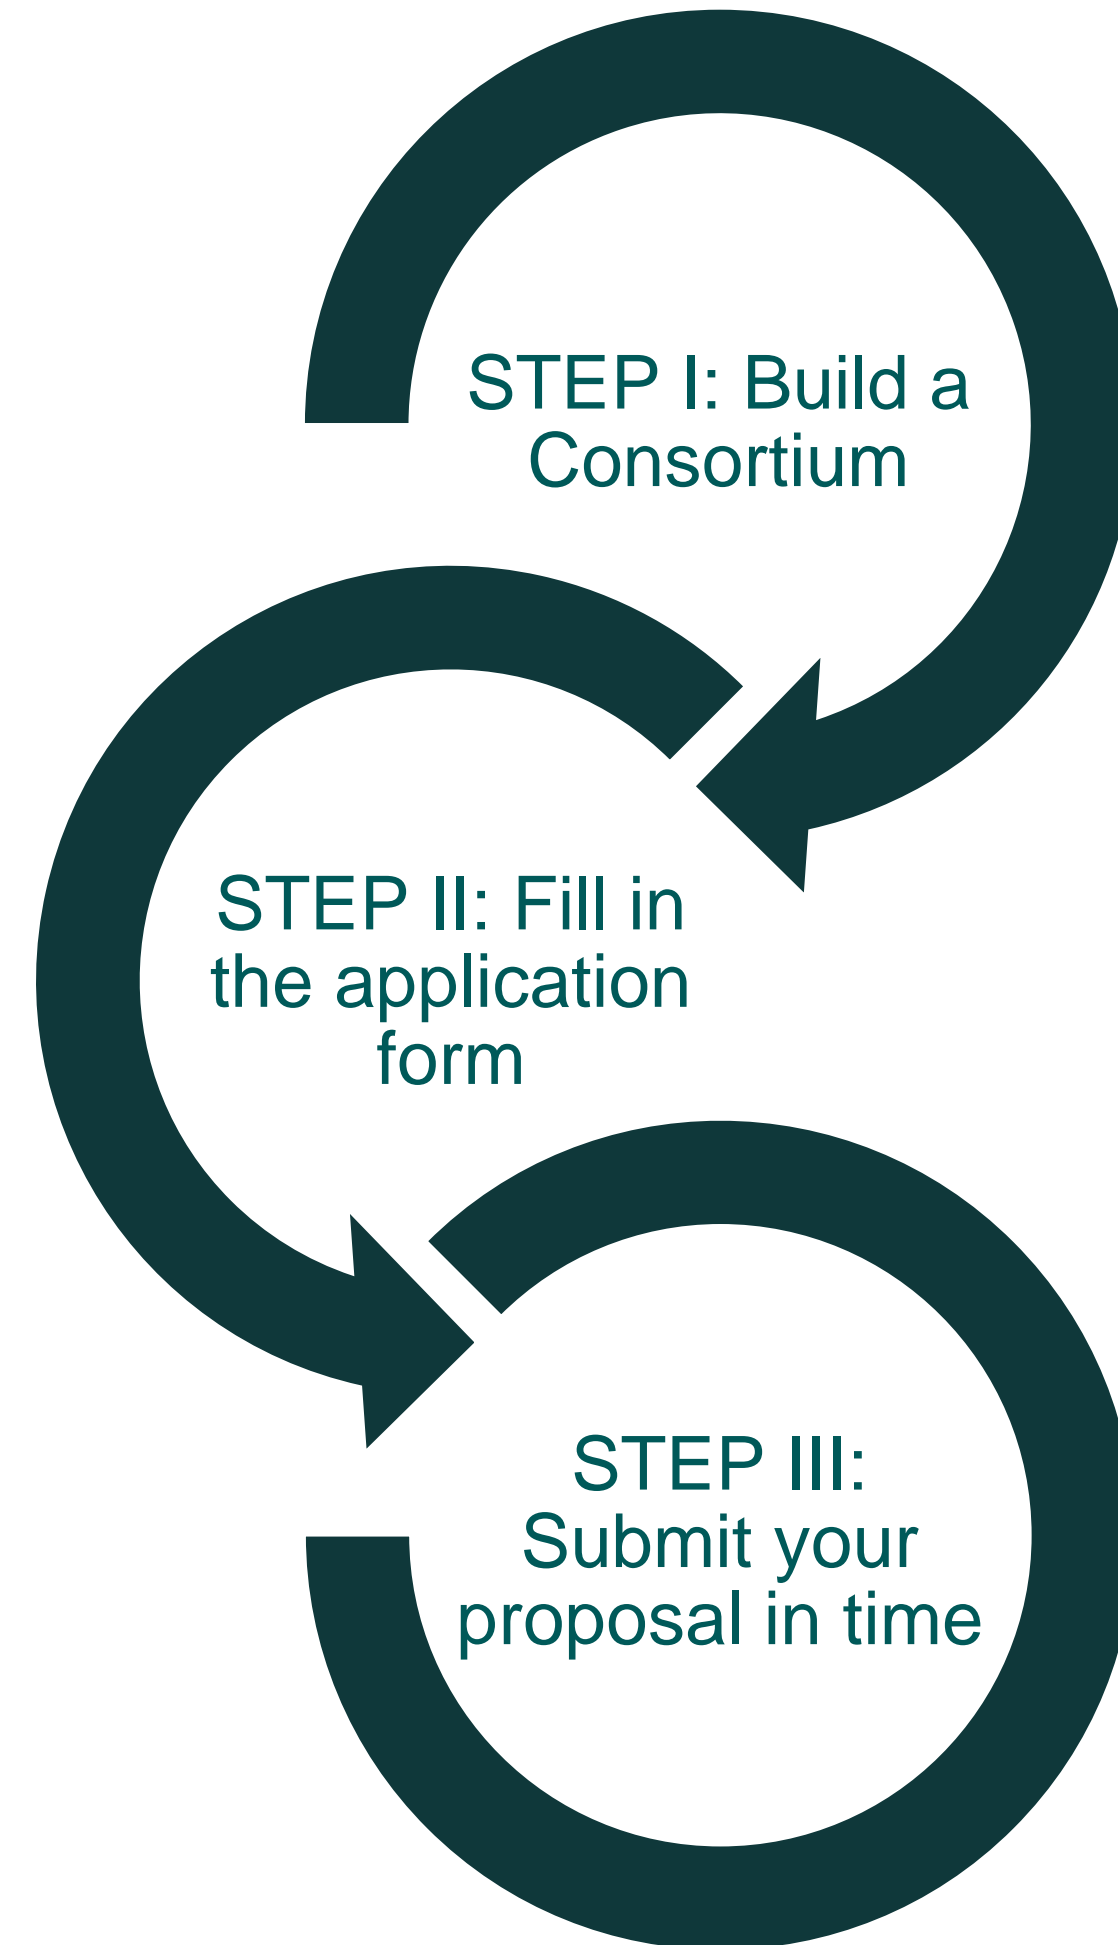 STEP I: Build a
Consortium
STEP II: Fill in
the application
form
STEP III:
Submit your
proposal in time